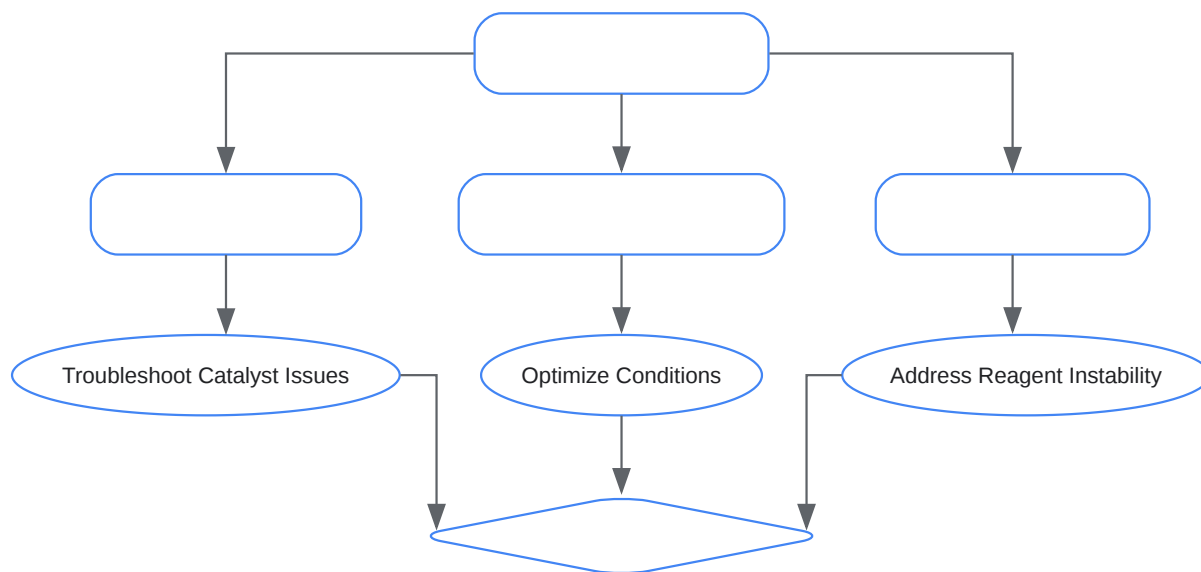 Troubleshoot Catalyst Issues
Optimize Conditions
Address Reagent Instability